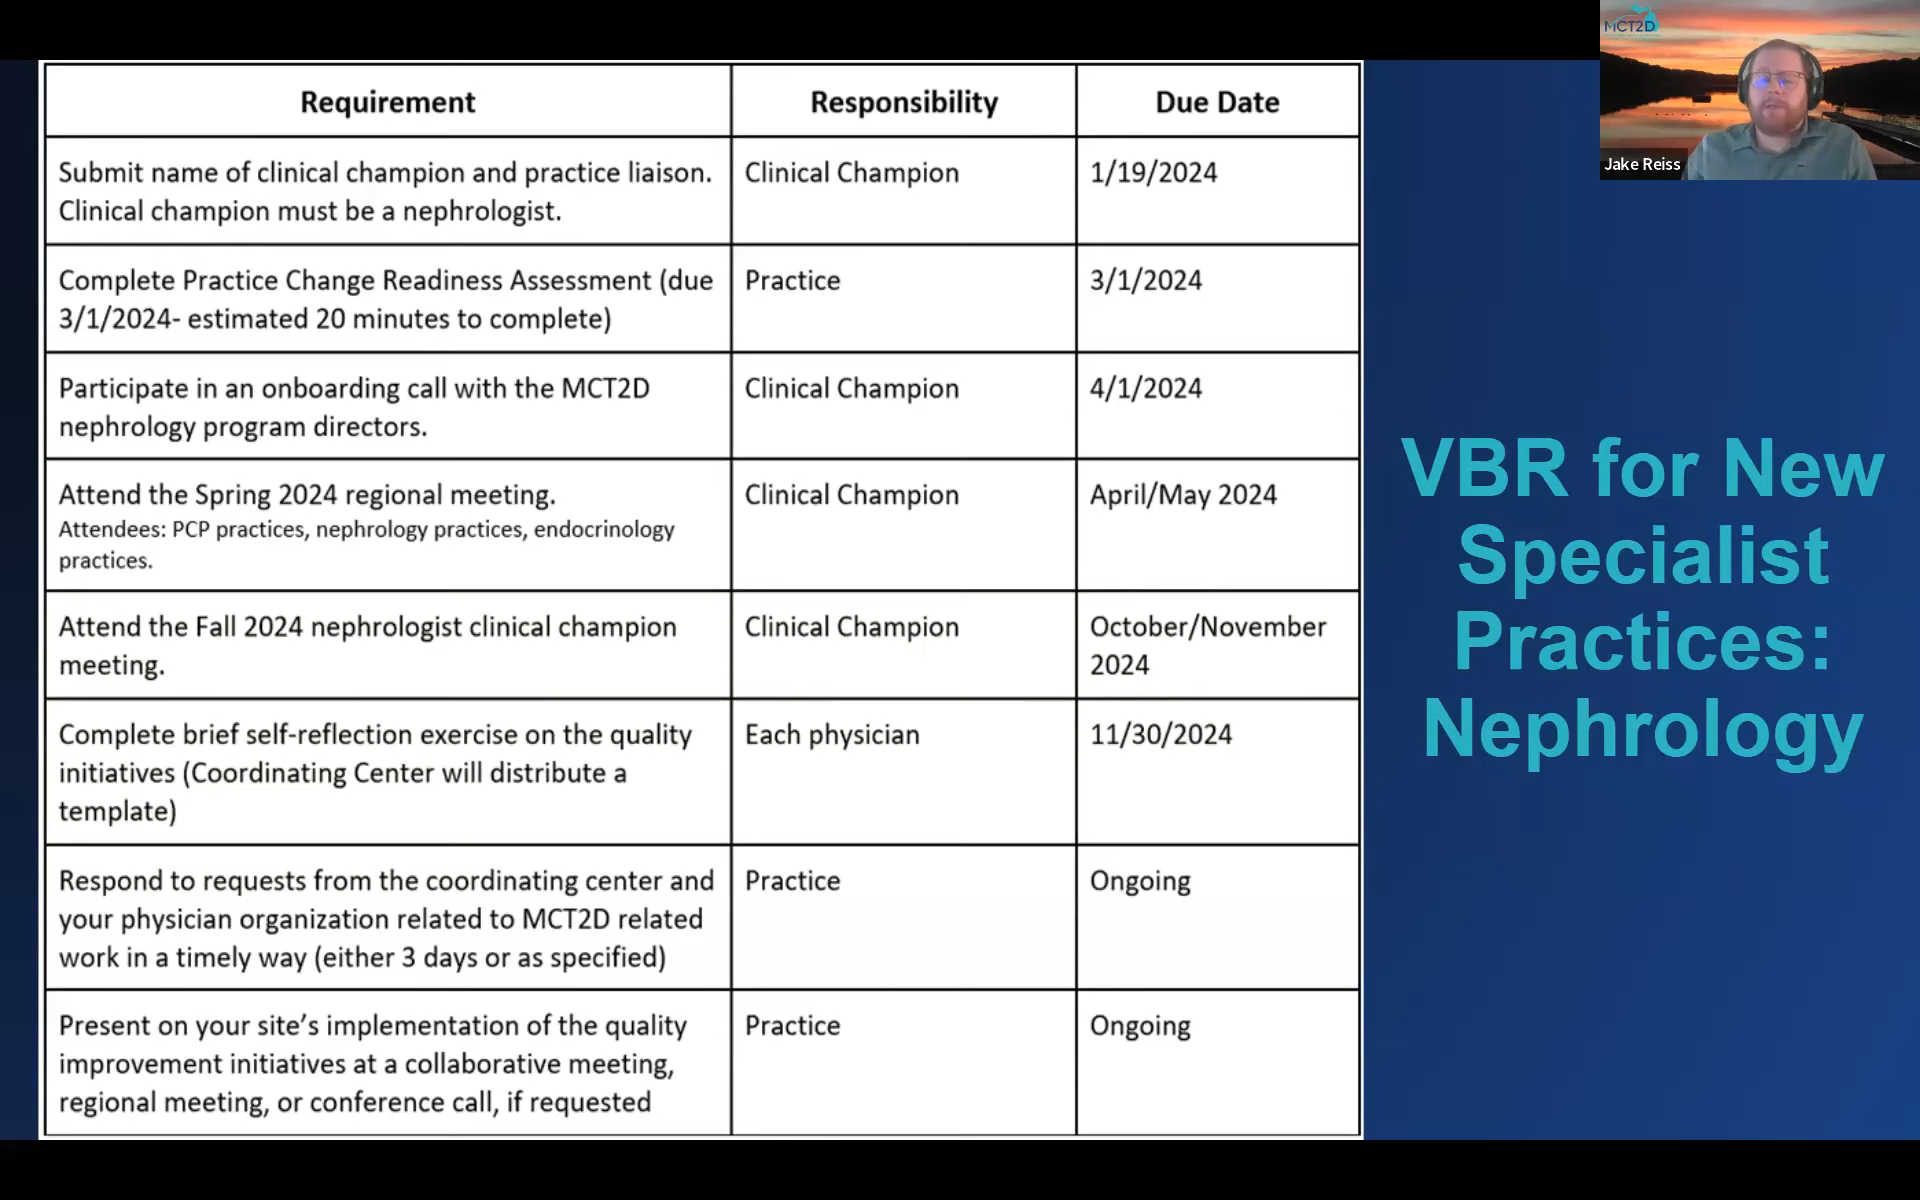 MCT2D
Jake Reiss
Requirement
Responsibility
Due Date
Submit name of clinical champion and practice liaison.
Clinical champion must be a nephrologist.
Clinical Champion
1/19/2024
Complete Practice Change Readiness Assessment (due
3/1/2024- estimated 20 minutes to complete)
Practice
3/1/2024
Participate in an onboarding call with the MCT2D
nephrology program directors.
Clinical Champion
4/1/2024
Attend the Spring 2024 regional meeting.
Attendees: PCP practices, nephrology practices, endocrinology
practices.
Clinical Champion
April/May 2024
Attend the Fall 2024 nephrologist clinical champion
meeting.
Clinical Champion
October/November
2024
Complete brief self-reflection exercise on the quality
initiatives (Coordinating Center will distribute a
template)
Each physician
11/30/2024
Respond to requests from the coordinating center and
your physician organization related to MCT2D related
work in a timely way (either 3 days or as specified)
Practice
Ongoing
Present on your site’s implementation of the quality
improvement initiatives at a collaborative meeting,
regional meeting, or conference call, if requested
Practice
Ongoing
VBR for New
Specialist
Practices:
Nephrology